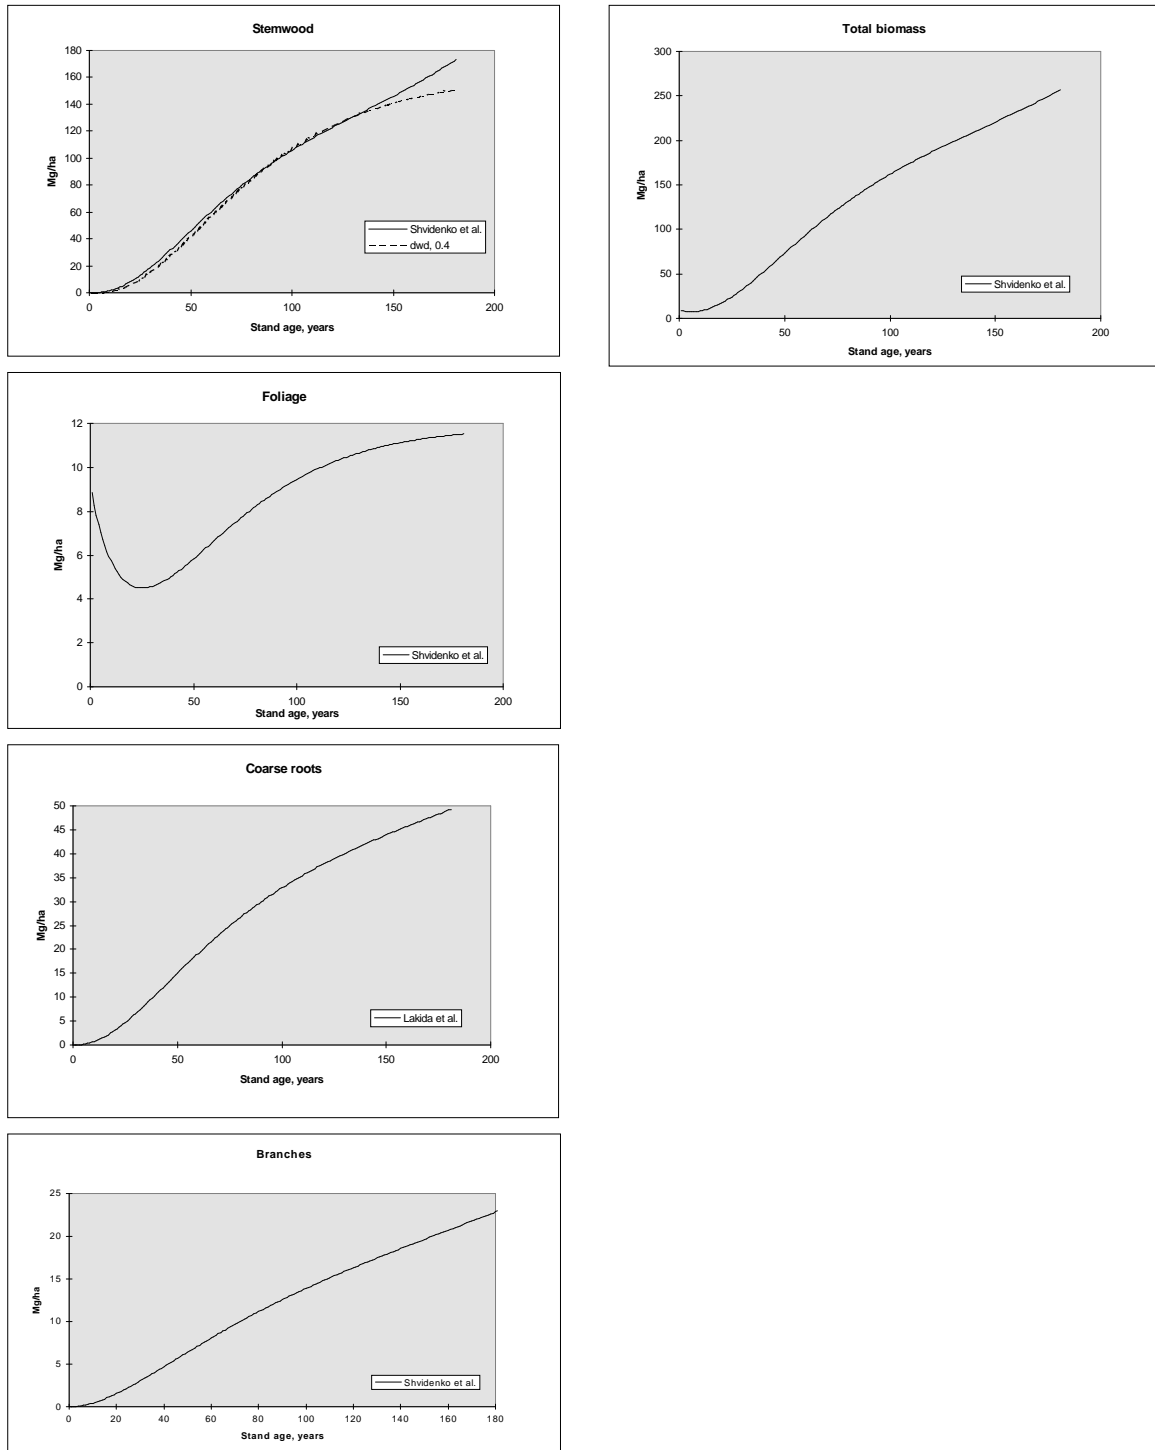 Stemwood
180
160
140
120
100
80
60
40
20
0
Mg/ha
Shvidenko et al.
dwd, 0.4
0 50 100 150 200
Stand age, years
Total biomass
300
250
200
150
100
50
0
Mg/ha
Shvidenko et al.
0 50 100 150 200
Stand age, years
Foliage
12
10
8
6
4
2
0
Mg/ha
Shvidenko et al.
0 50 100 150 200
Stand age, years
Coarse roots
50
45
40
35
30
25
20
15
10
5
0
Mg/ha
Lakida et al.
0 50 100 150 200
Stand age, years
Branches
25
20
15
10
5
0
Mg/ha
Shvidenko et al.
0 20 40 60 80 100 120 140 160 180
Stand age, years